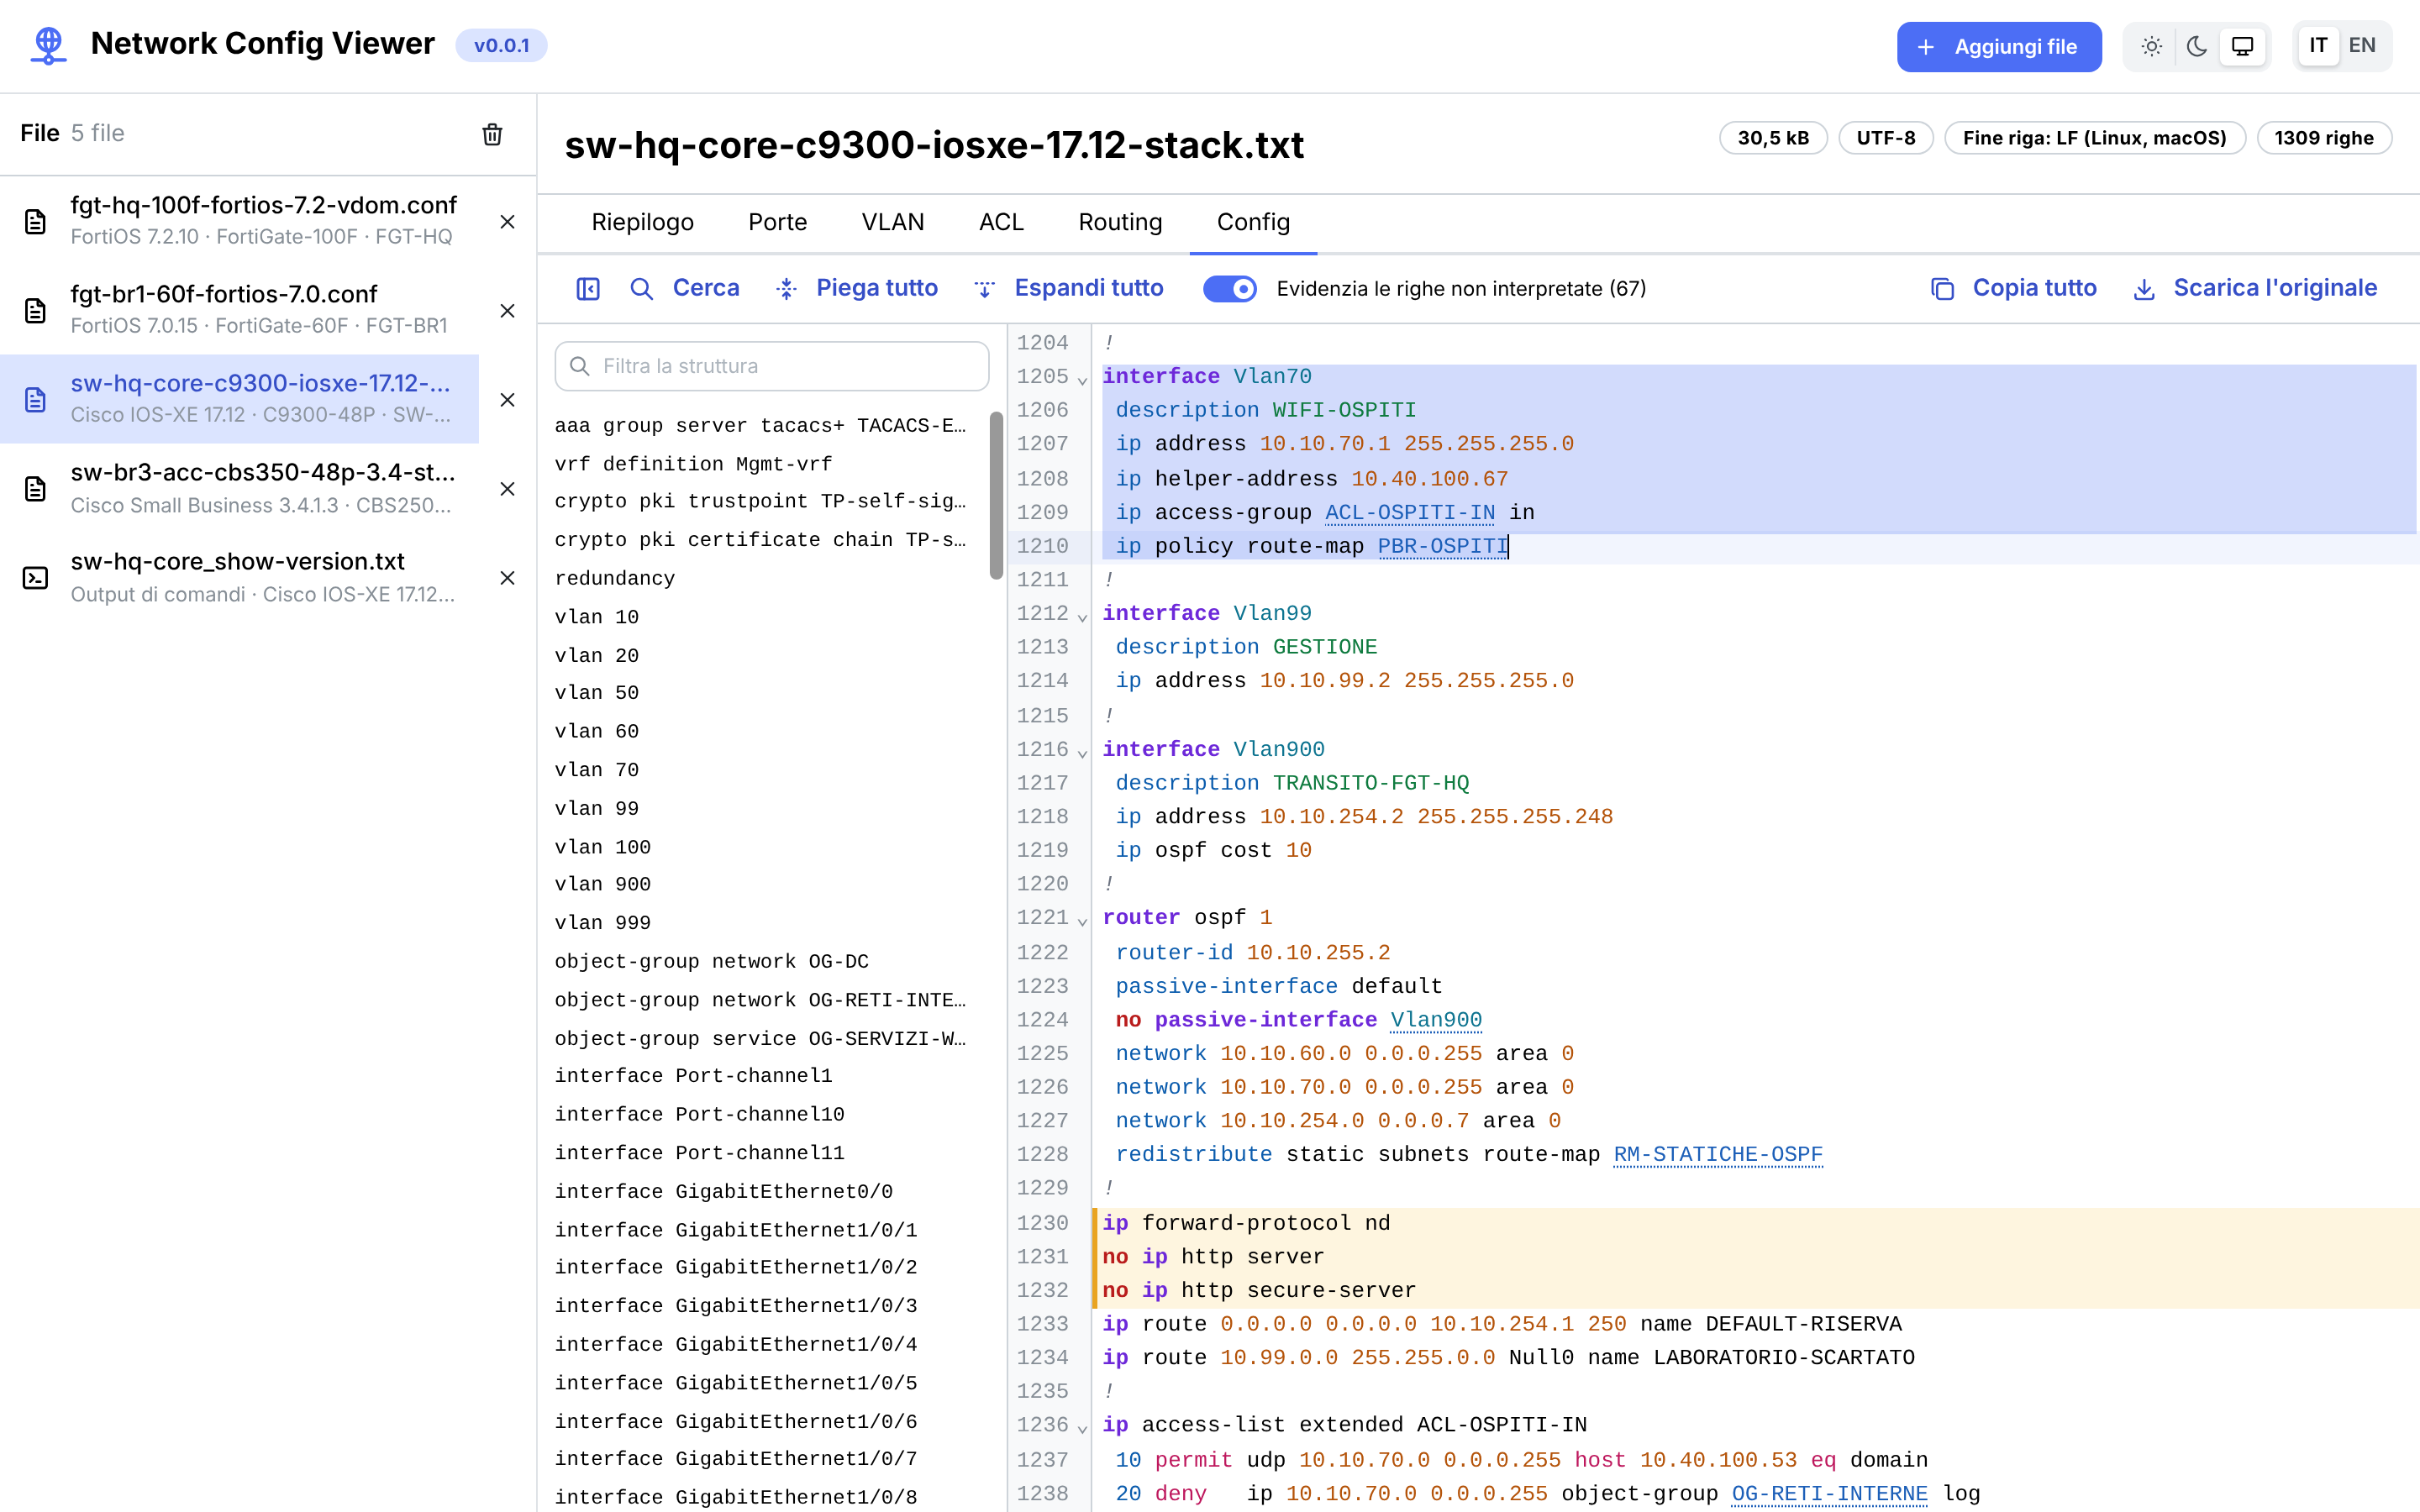 Network Config Viewer v0.0.1
Aggiungi file
IT EN
File 5 file
fgt-hq-100f-fortios-7.2-vdom.conf
FortiOS 7.2.10 · FortiGate-100F · FGT-HQ
fgt-br1-60f-fortios-7.0.conf
FortiOS 7.0.15 · FortiGate-60F · FGT-BR1
sw-hq-core-c9300-iosxe-17.12-...
Cisco IOS-XE 17.12 · C9300-48P · SW-...
sw-br3-acc-cbs350-48p-3.4-st...
Cisco Small Business 3.4.1.3 · CBS250...
sw-hq-core_show-version.txt
Output di comandi · Cisco IOS-XE 17.12...
sw-hq-core-c9300-iosxe-17.12-stack.txt
30,5 kB UTF-8 Fine riga: LF (Linux, macOS) 1309 righe
Riepilogo Porte VLAN ACL Routing Config
Cerca Piega tutto Espandi tutto Evidenzia le righe non interpretate (67) Copia tutto Scarica l'originale
Filtra la struttura
aaa group server tacacs+ TACACS-E…
vrf definition Mgmt-vrf
crypto pki trustpoint TP-self-sig…
crypto pki certificate chain TP-s…
redundancy
vlan 10
vlan 20
vlan 50
vlan 60
vlan 70
vlan 99
vlan 100
vlan 900
vlan 999
object-group network OG-DC
object-group network OG-RETI-INTE…
object-group service OG-SERVIZI-W…
interface Port-channel1
interface Port-channel10
interface Port-channel11
interface GigabitEthernet0/0
interface GigabitEthernet1/0/1
interface GigabitEthernet1/0/2
interface GigabitEthernet1/0/3
interface GigabitEthernet1/0/4
interface GigabitEthernet1/0/5
interface GigabitEthernet1/0/6
interface GigabitEthernet1/0/7
interface GigabitEthernet1/0/8
1204 !
1205 interface Vlan70
1206 description WIFI-OSPITI
1207 ip address 10.10.70.1 255.255.255.0
1208 ip helper-address 10.40.100.67
1209 ip access-group ACL-OSPITI-IN in
1210 ip policy route-map PBR-OSPITI
1211 !
1212 interface Vlan99
1213 description GESTIONE
1214 ip address 10.10.99.2 255.255.255.0
1215 !
1216 interface Vlan900
1217 description TRANSITO-FGT-HQ
1218 ip address 10.10.254.2 255.255.255.248
1219 ip ospf cost 10
1220 !
1221 router ospf 1
1222 router-id 10.10.255.2
1223 passive-interface default
1224 no passive-interface Vlan900
1225 network 10.10.60.0 0.0.0.255 area 0
1226 network 10.10.70.0 0.0.0.255 area 0
1227 network 10.10.254.0 0.0.0.7 area 0
1228 redistribute static subnets route-map RM-STATICHE-OSPF
1229 !
1230 ip forward-protocol nd
1231 no ip http server
1232 no ip http secure-server
1233 ip route 0.0.0.0 0.0.0.0 10.10.254.1 250 name DEFAULT-RISERVA
1234 ip route 10.99.0.0 255.255.0.0 Null0 name LABORATORIO-SCARTATO
1235 !
1236 ip access-list extended ACL-OSPITI-IN
1237 10 permit udp 10.10.70.0 0.0.0.255 host 10.40.100.53 eq domain
1238 20 deny   ip 10.10.70.0 0.0.0.255 object-group OG-RETI-INTERNE log